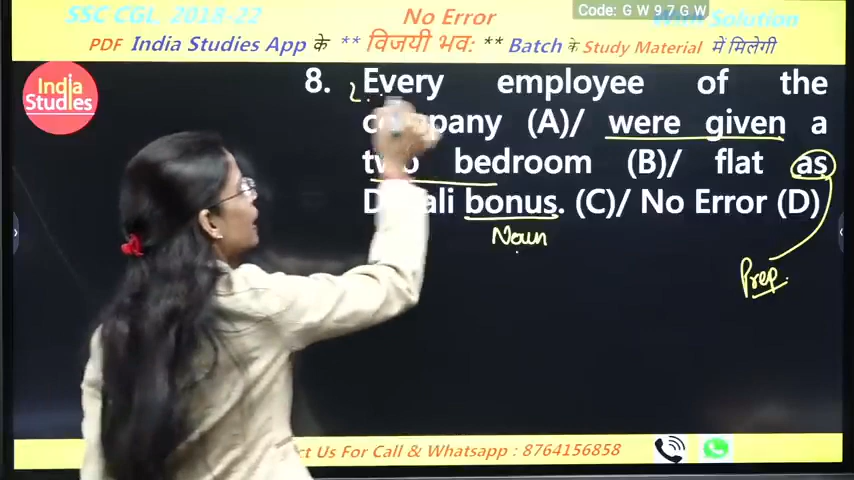 SSC CGL 2018-22 No Error Solution
Code: G W 9 7 G W
PDF India Studies App के ** विजयी भव: ** Batch के Study Material में मिलेगी
India
Studies
8. Every employee of the
(A)/ were given a
bedroom (B)/ flat as
bonus. (C)/ No Error (D)
Noun
Prep.
Us For Call & Whatsapp : 8764156858